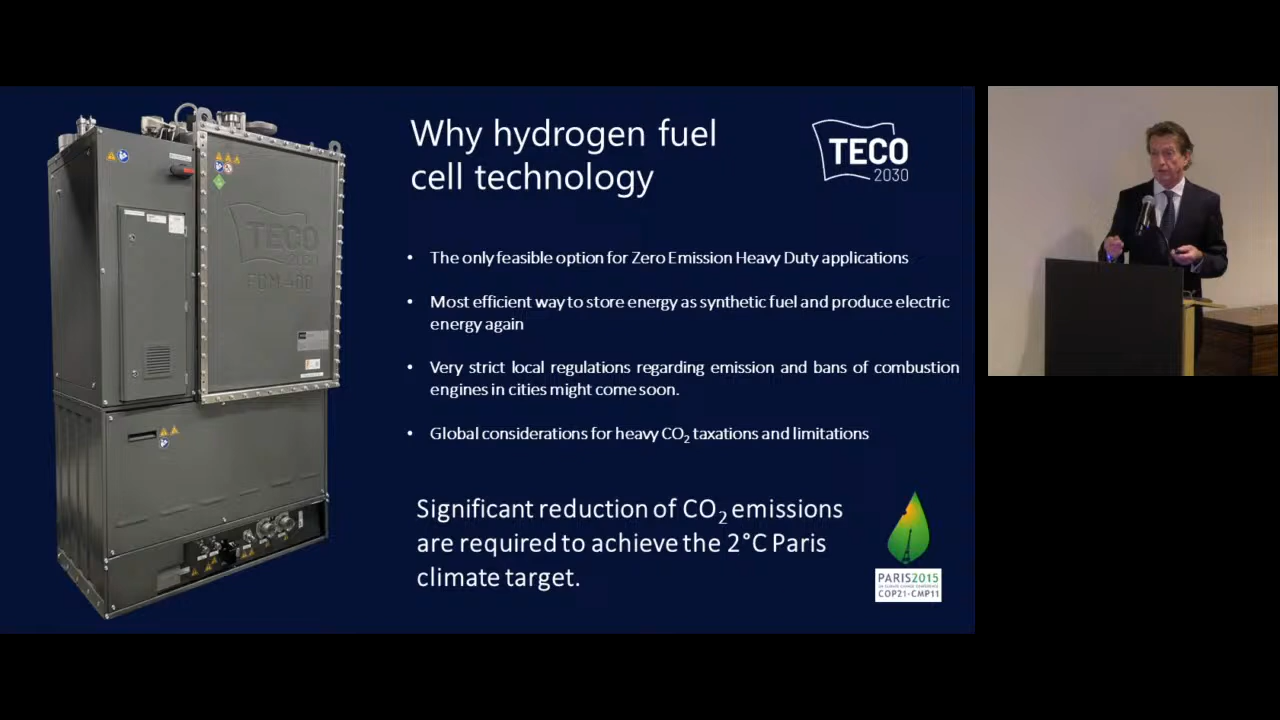 Why hydrogen fuel
cell technology
TECO
2030
TECO
2030
FCM 400
• The only feasible option for Zero Emission Heavy Duty applications
• Most efficient way to store energy as synthetic fuel and produce electric
energy again
• Very strict local regulations regarding emission and bans of combustion
engines in cities might come soon.
• Global considerations for heavy CO2 taxations and limitations
Significant reduction of CO2 emissions
are required to achieve the 2°C Paris
climate target.
PARIS2015
UN CLIMATE CHANGE CONFERENCE
COP21·CMP11